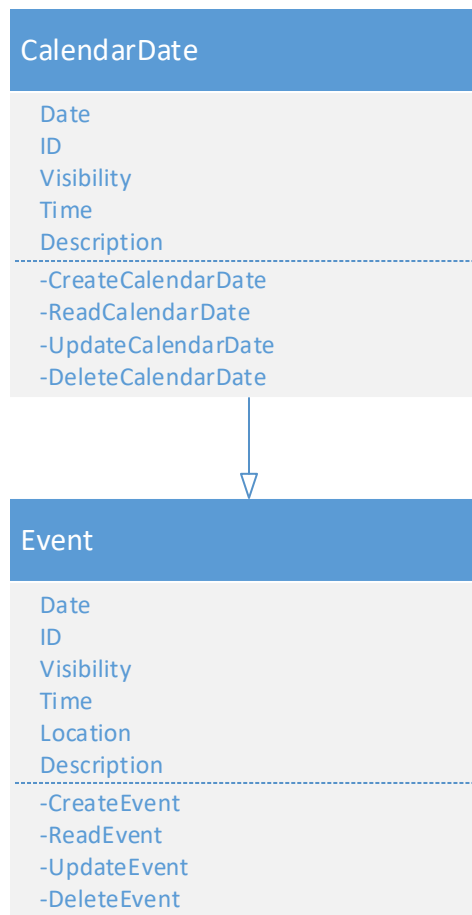 CalendarDate
Date
ID
Visibility
Time
Description
-CreateCalendarDate
-ReadCalendarDate
-UpdateCalendarDate
-DeleteCalendarDate
Event
Date
ID
Visibility
Time
Location
Description
-CreateEvent
-ReadEvent
-UpdateEvent
-DeleteEvent